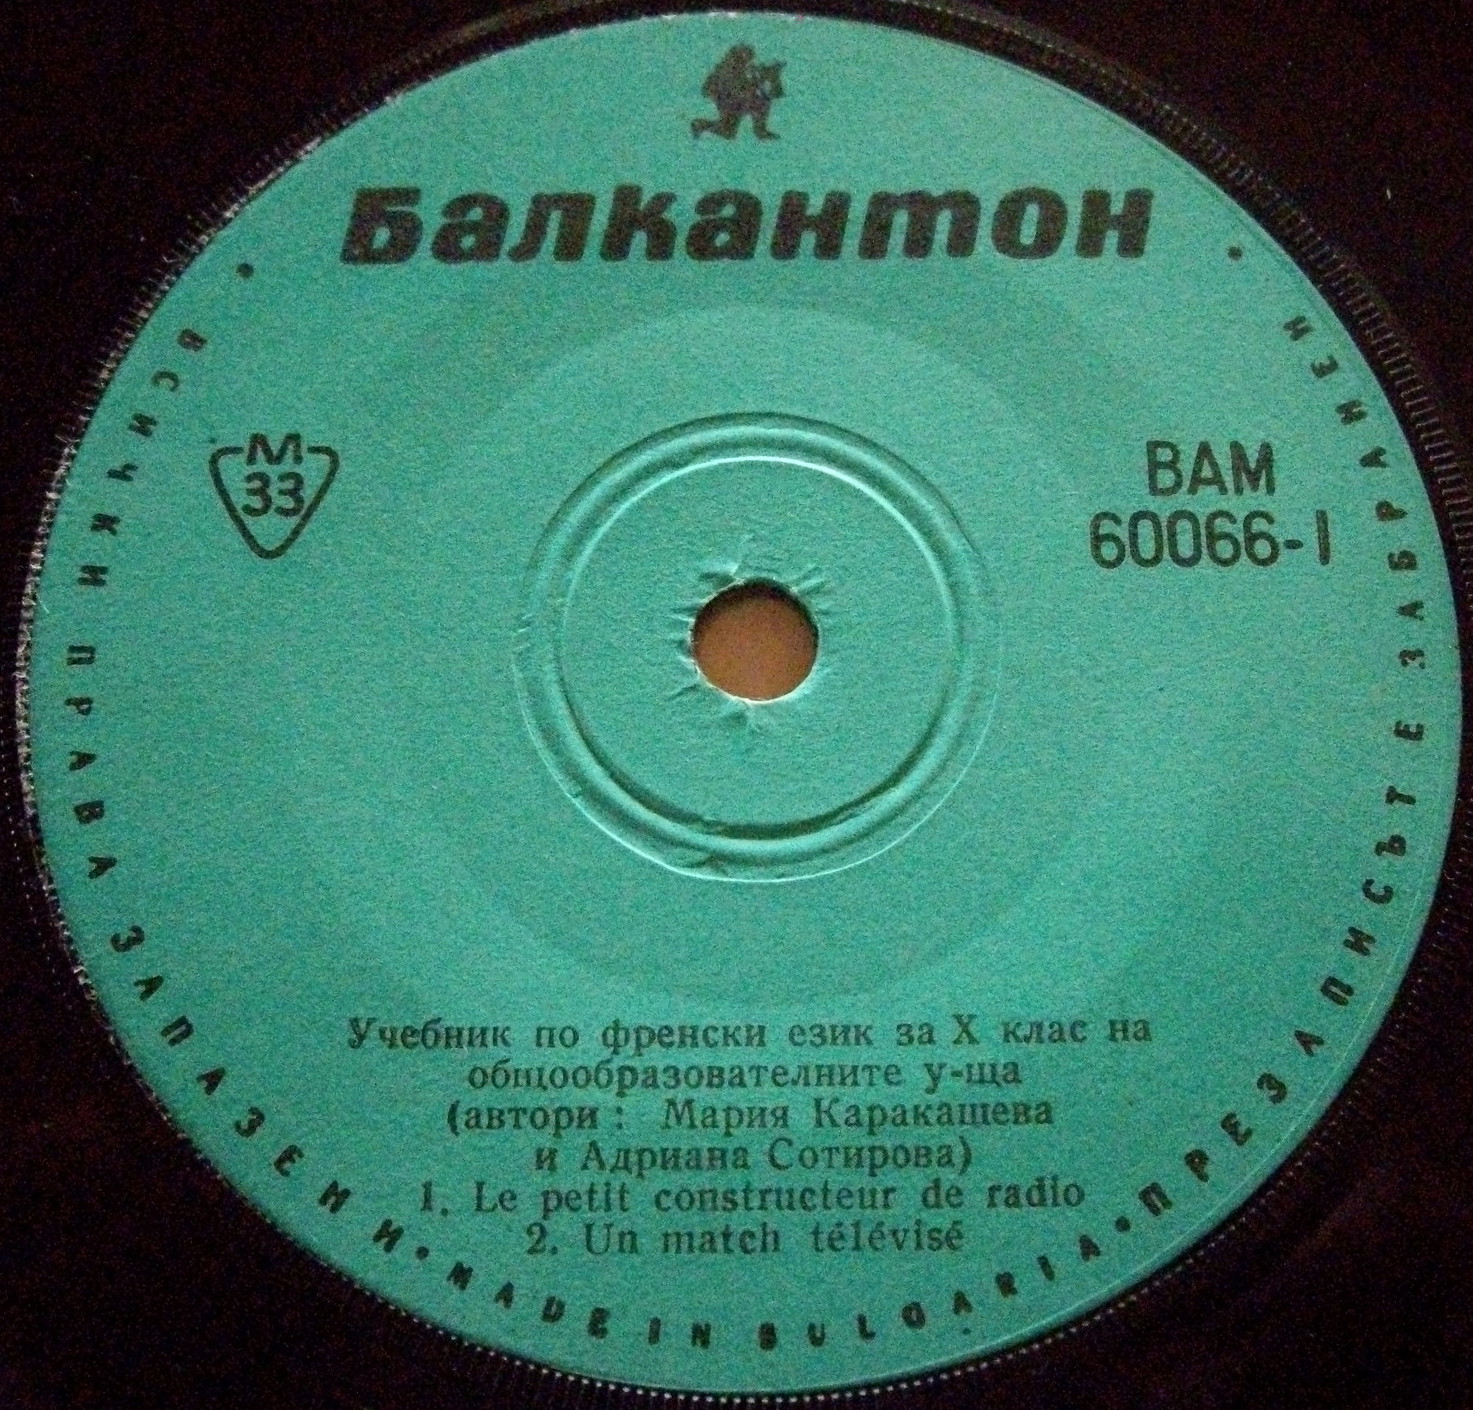 Балкантон
М
33
ВАМ
60066-1
Учебник по френски език за X клас на
общообразователните у-ща
(автори : Мария Каракашева
и Адриана Сотирова)
1. Le petit constructeur de radio
2. Un match télévisé
• ВСИЧКИ ПРАВА ЗАПАЗЕНИ • MADE IN BULGARIA • ПРЕЗАПИСЪТ Е ЗАБРАНЕН •